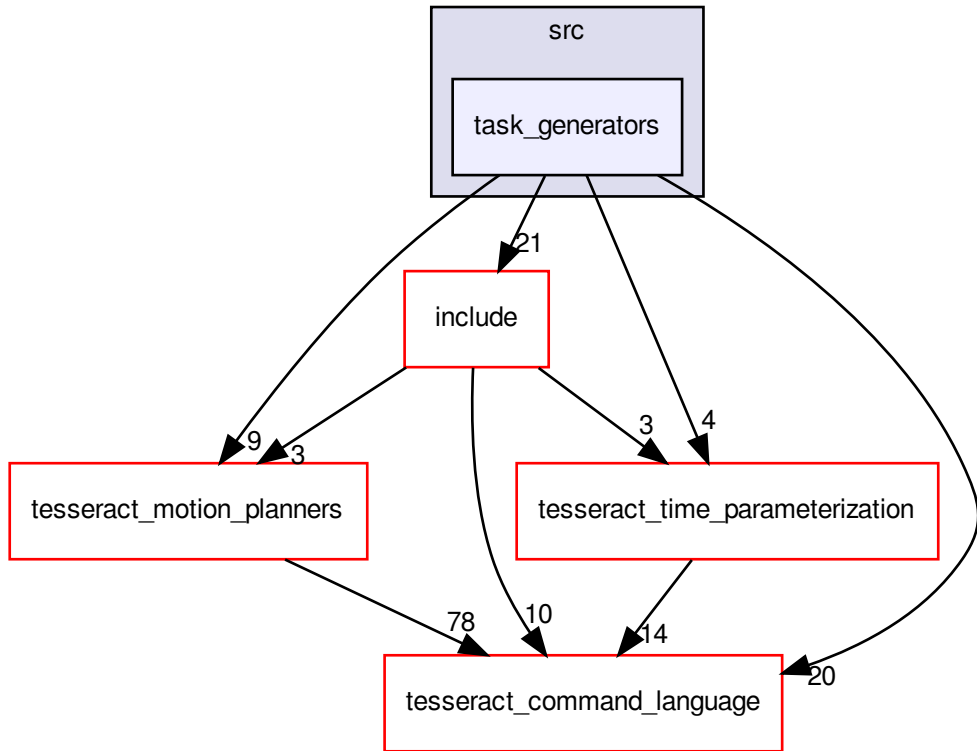 src
task_generators
21
include
9
3
3
4
tesseract_motion_planners
tesseract_time_parameterization
78
10
14
20
tesseract_command_language